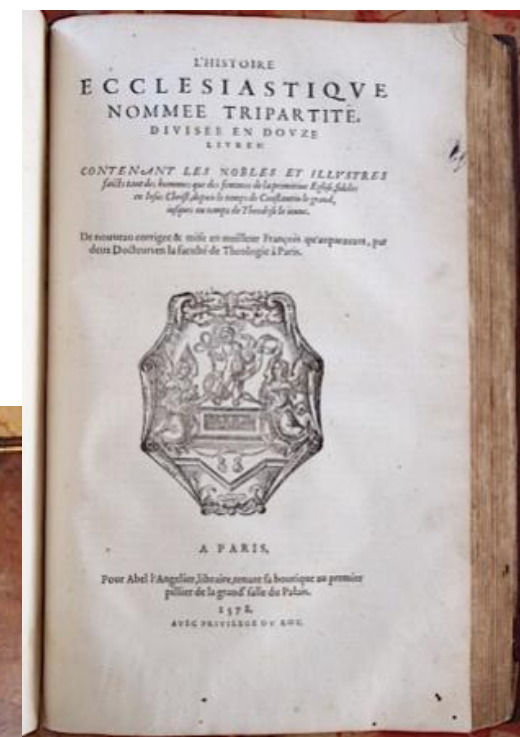 L'HISTOIRE
ECCLESIASTIQVE
NOMMEE TRIPARTITE.
DIVISEE EN DOVZE
LIVRES:
CONTENANT LES NOBLES ET ILLVSTRES
faicts tant des hommes que des femmes de la primitiue Eglise, fideles
en Iesus Christ, depuis le temps de Constantin le grand,
iusques au temps de Theodose le ieune.
De nouueau corrigee & mise en meilleur François qu'auparauant, par
deux Docteurs en la faculté de Theologie à Paris.
A PARIS,
Pour Abel l'Angelier, libraire, tenant sa boutique au premier
pillier de la grand' salle du Palais.
1578.
AVEC PRIVILEGE DV ROY.